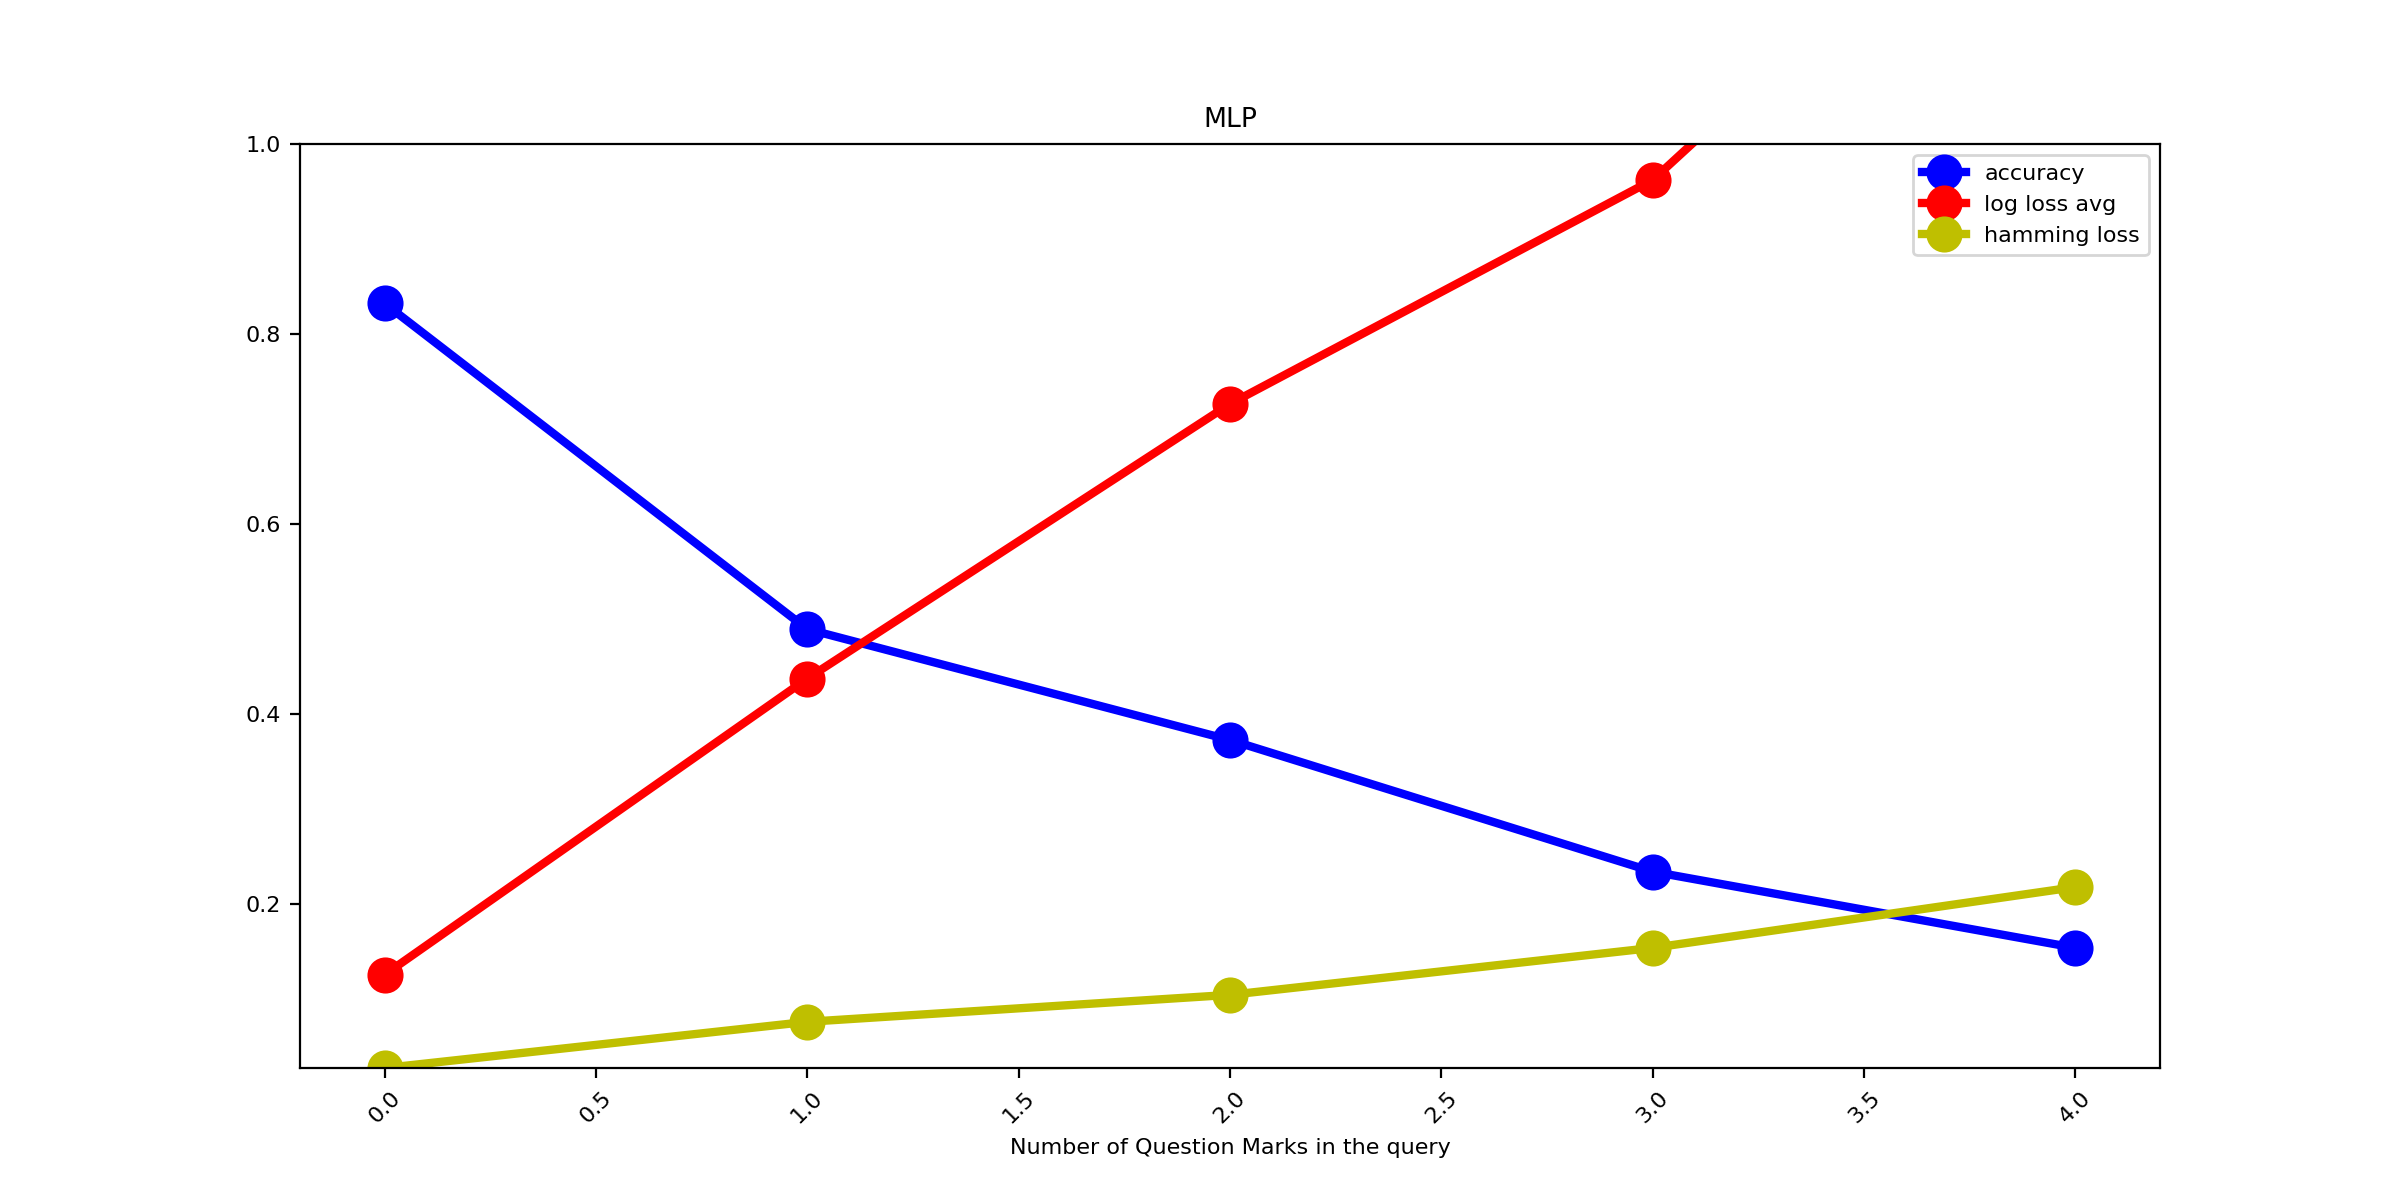 MLP
1.0
0.8
0.6
0.4
0.2
accuracy
log loss avg
hamming loss
0.0 0.5 1.0 1.5 2.0 2.5 3.0 3.5 4.0
Number of Question Marks in the query